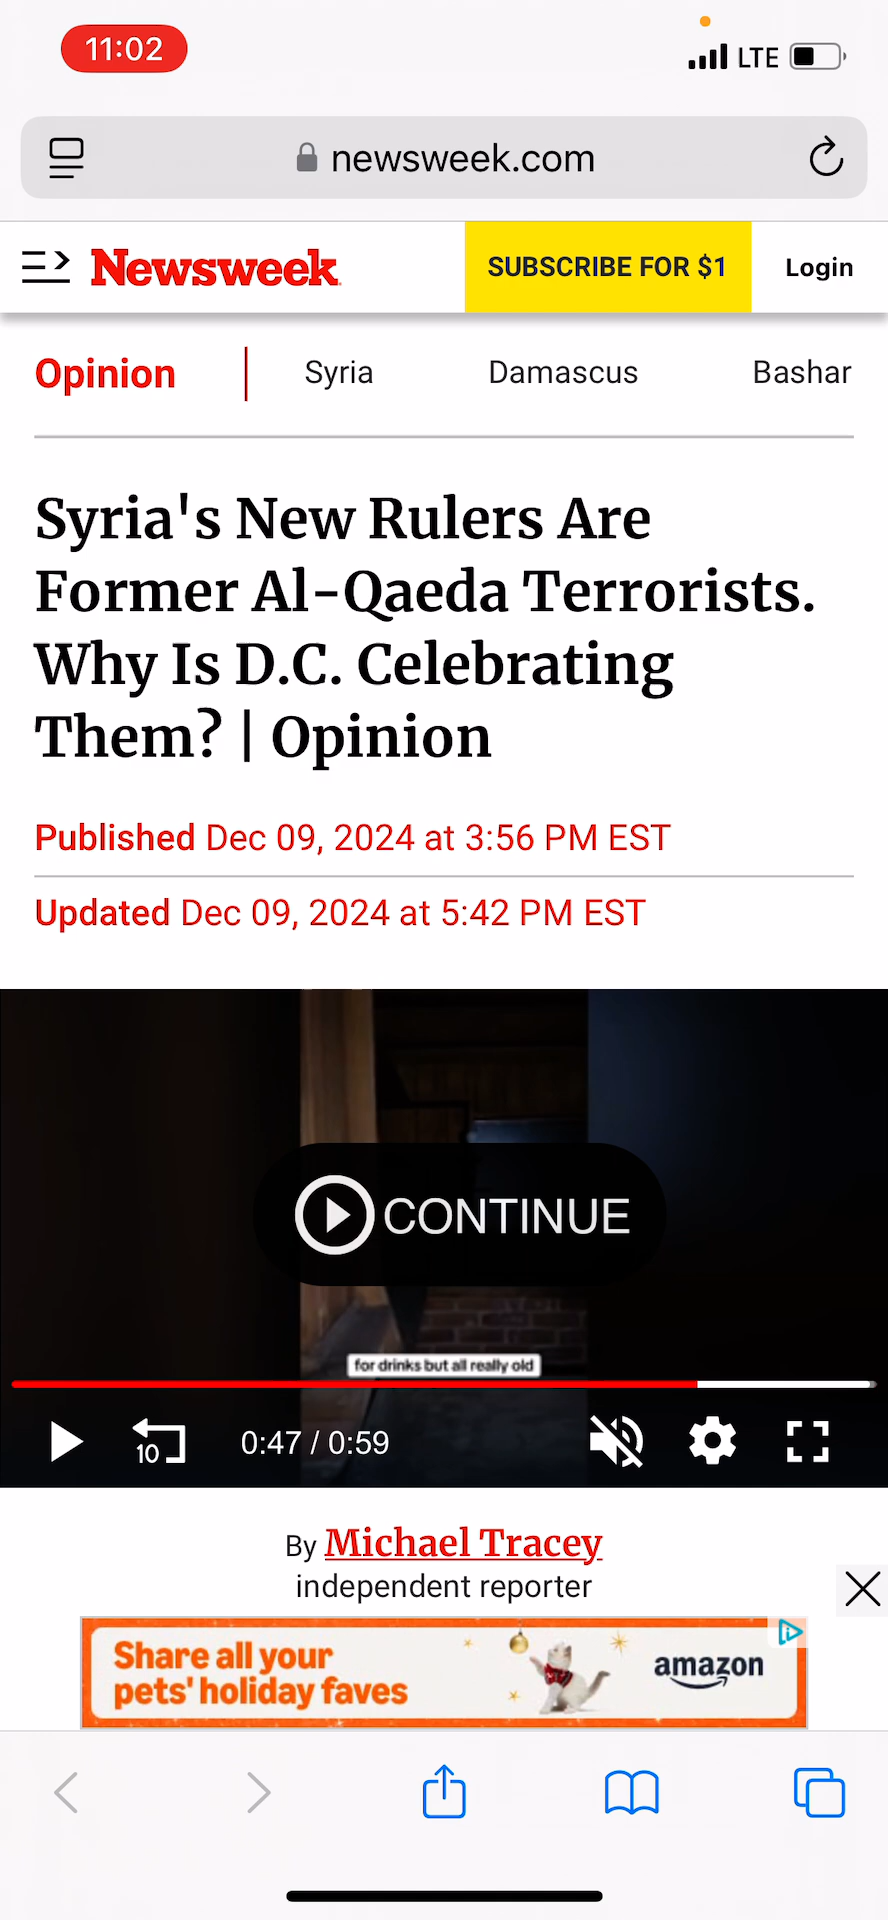 11:02
LTE
newsweek.com
Newsweek
SUBSCRIBE FOR $1
Login
Opinion
Syria
Damascus
Bashar
Syria's New Rulers Are
Former Al-Qaeda Terrorists.
Why Is D.C. Celebrating
Them? | Opinion
Published Dec 09, 2024 at 3:56 PM EST
Updated Dec 09, 2024 at 5:42 PM EST
CONTINUE
for drinks but all really old
10
0:47 / 0:59
By Michael Tracey
independent reporter
Share all your
pets' holiday faves
amazon